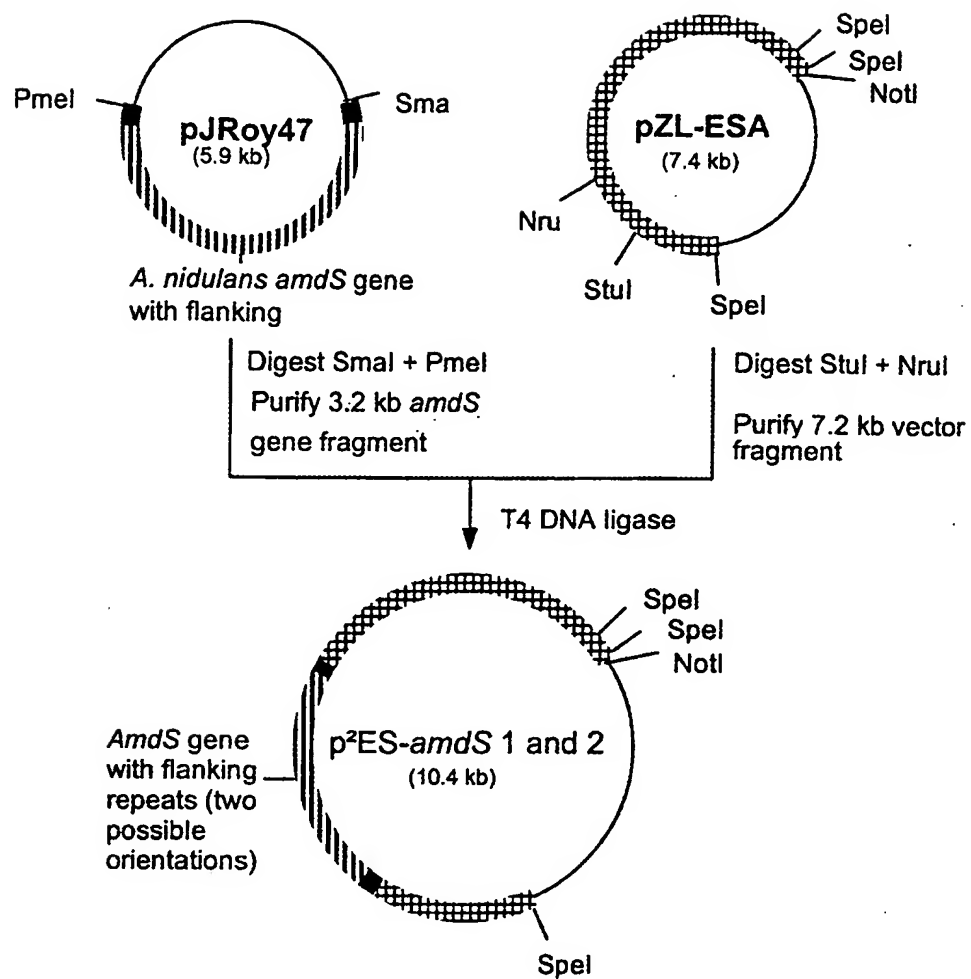 PmeI
Sma
pJRoy47
(5.9 kb)
A. nidulans amdS gene
with flanking
SpeI
SpeI
NotI
pZL-ESA
(7.4 kb)
Nru
StuI
SpeI
Digest SmaI + PmeI
Purify 3.2 kb amdS
gene fragment
Digest StuI + NruI
Purify 7.2 kb vector
fragment
T4 DNA ligase
SpeI
SpeI
NotI
p²ES-amdS 1 and 2
(10.4 kb)
AmdS gene
with flanking
repeats (two
possible
orientations)
SpeI